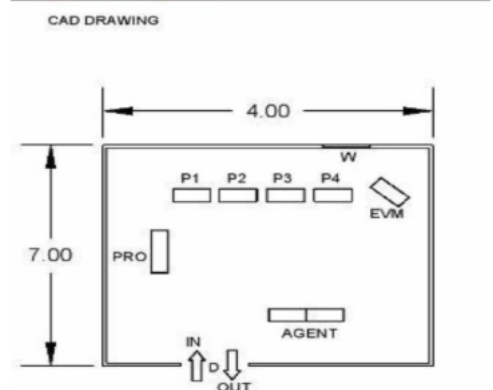 CAD DRAWING
4.00
W
P1 P2 P3 P4
EVM
7.00
PRO
AGENT
IN
D
OUT